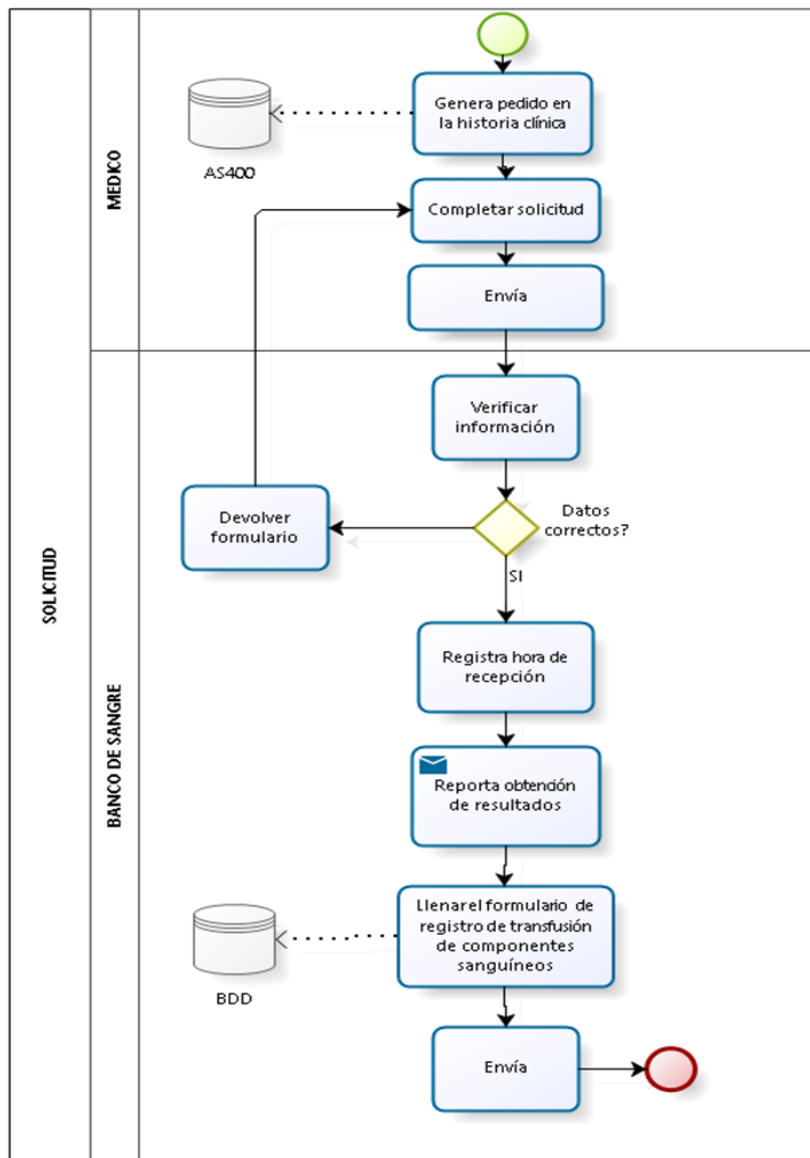 SOLICITUD
MEDICO
Genera pedido en
la historia clínica
AS400
Completar solicitud
Envía
BANCO DE SANGRE
Verificar
información
Datos
correctos?
Devolver
formulario
SI
Registra hora de
recepción
Reporta obtención
de resultados
Llenar el formulario de
registro de transfusión
de componentes
sanguíneos
BDD
Envía